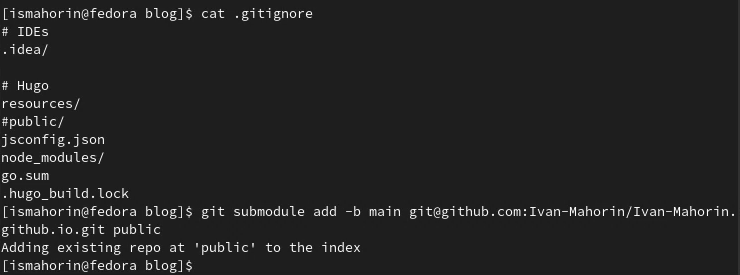 [ismahorin@fedora blog]$ cat .gitignore
# IDEs
.idea/

# Hugo
resources/
#public/
jsconfig.json
node_modules/
go.sum
.hugo_build.lock
[ismahorin@fedora blog]$ git submodule add -b main git@github.com:Ivan-Mahorin/Ivan-Mahorin.
github.io.git public
Adding existing repo at 'public' to the index
[ismahorin@fedora blog]$